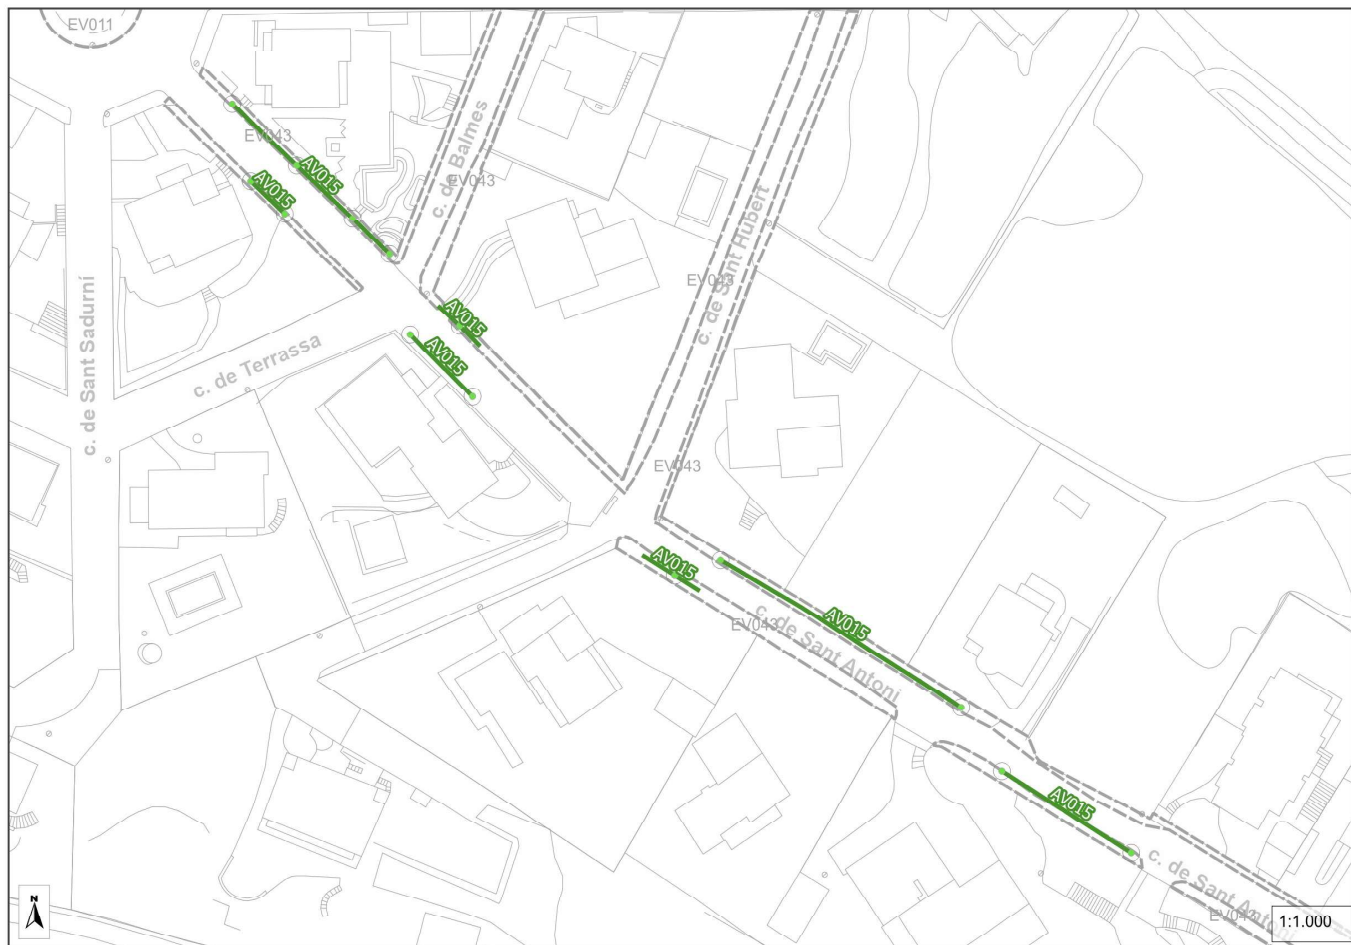 EV011
c. de Balmes
EV043
AV015
EV043
AV015
c. de Sant Hubert
EV043
c. de Sant Sadurní
AV015
AV015
c. de Terrassa
EV043
AV015
AV015
EV043
c. de Sant Antoni
AV015
c. de Sant Antoni
EV043
N
1:1.000